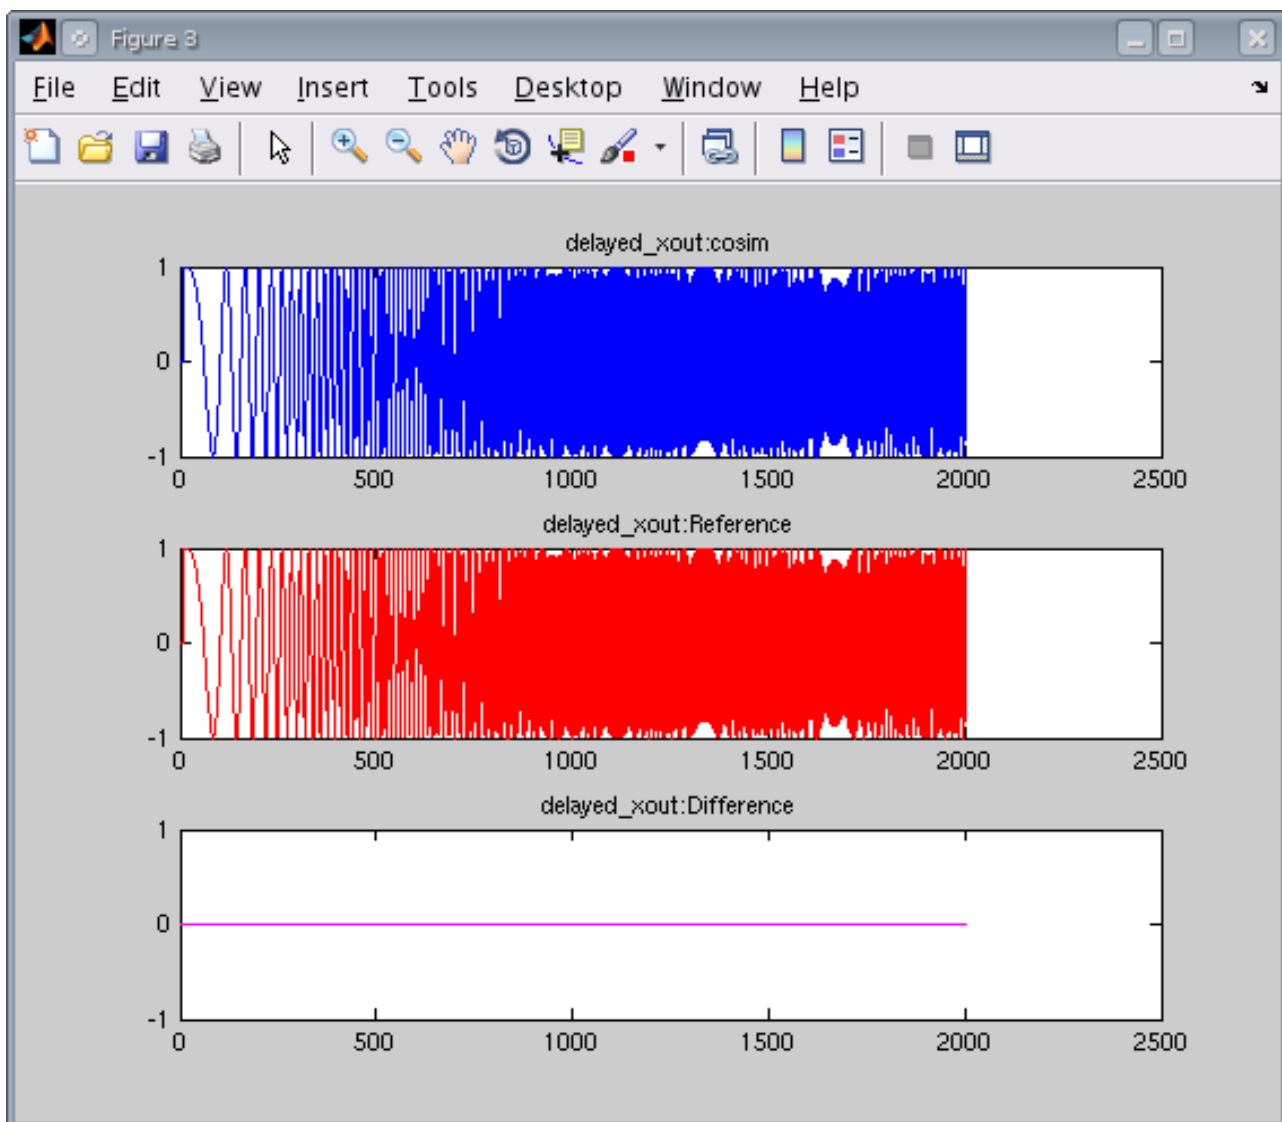 Figure 3
File Edit View Insert Tools Desktop Window Help
delayed_xout:cosim
1
0
-1
0 500 1000 1500 2000 2500
delayed_xout:Reference
1
0
-1
0 500 1000 1500 2000 2500
delayed_xout:Difference
1
0
-1
0 500 1000 1500 2000 2500